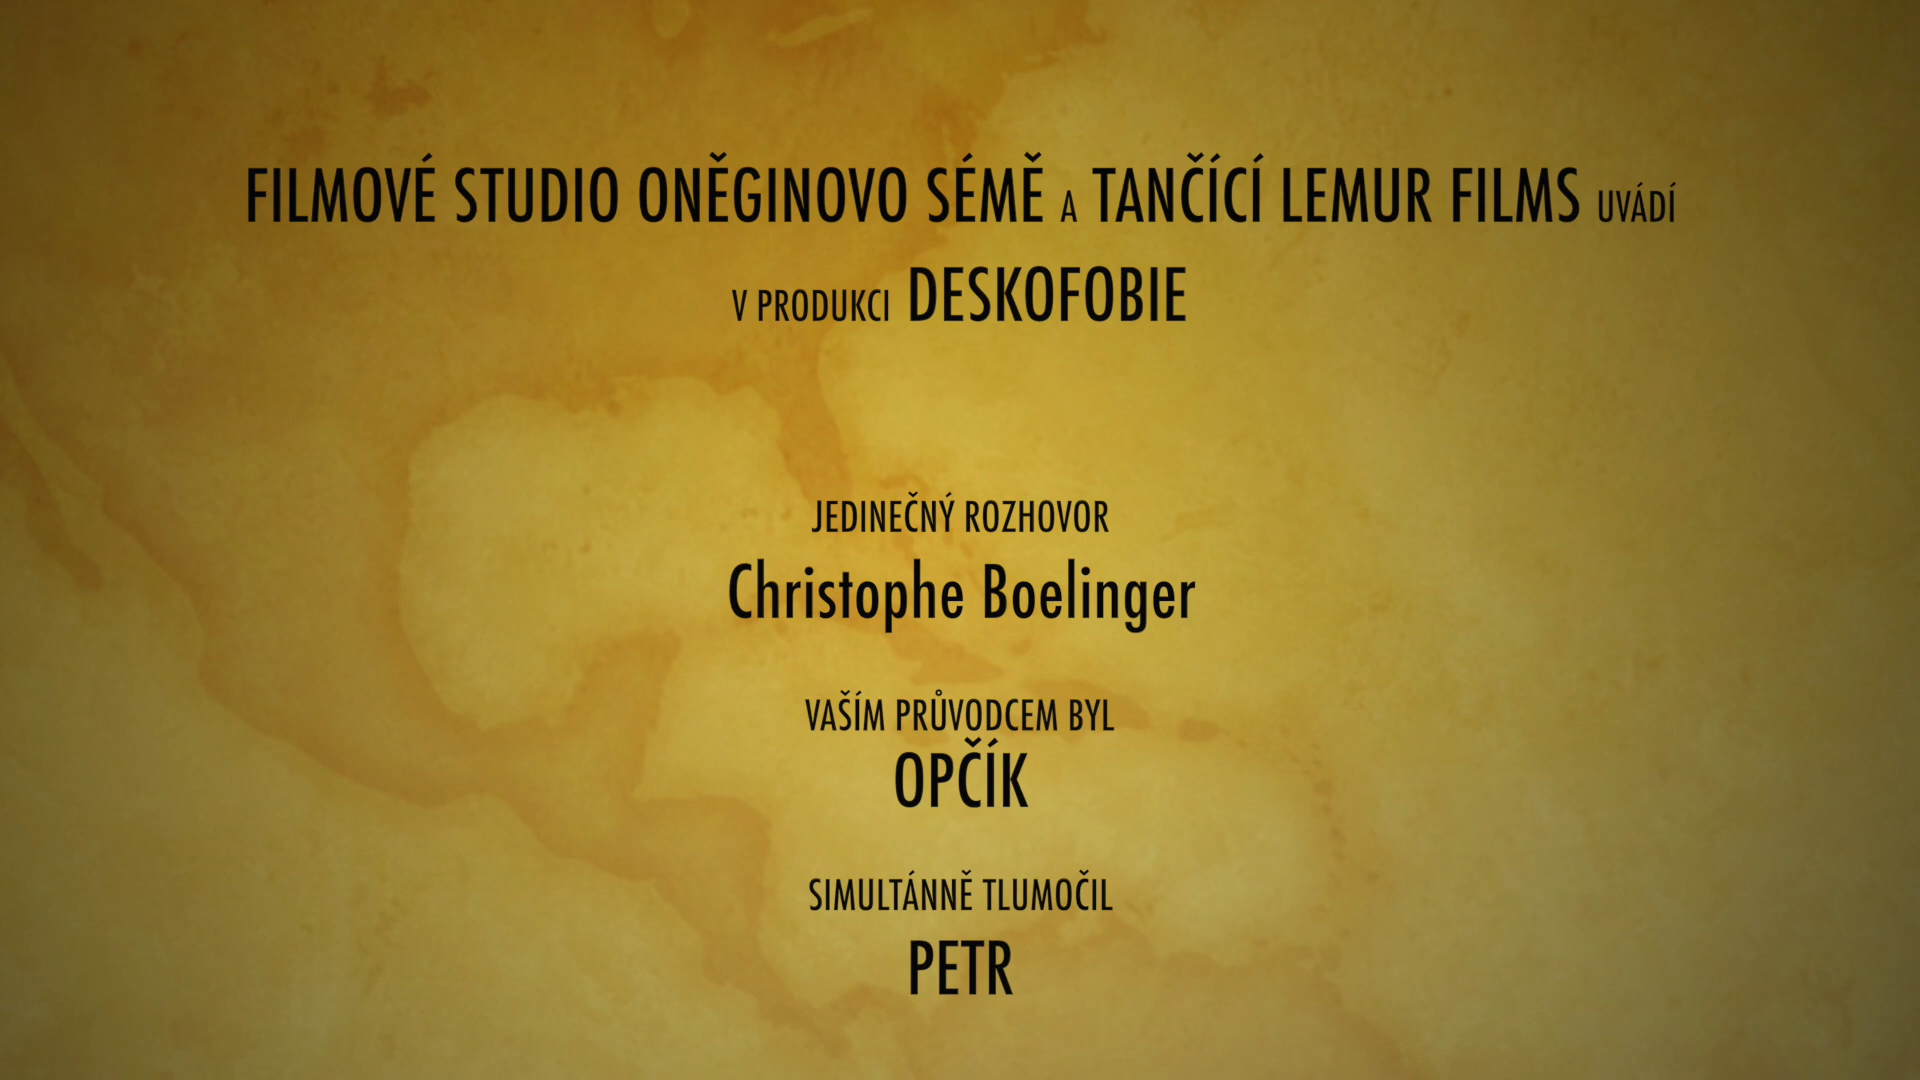 FILMOVÉ STUDIO ONĚGINOVO SÉMĚ A TANČÍCÍ LEMUR FILMS UVÁDÍ
V PRODUKCI DESKOFOBIE
JEDINEČNÝ ROZHOVOR
Christophe Boelinger
VAŠÍM PRŮVODCEM BYL
OPČÍK
SIMULTÁNNĚ TLUMOČIL
PETR